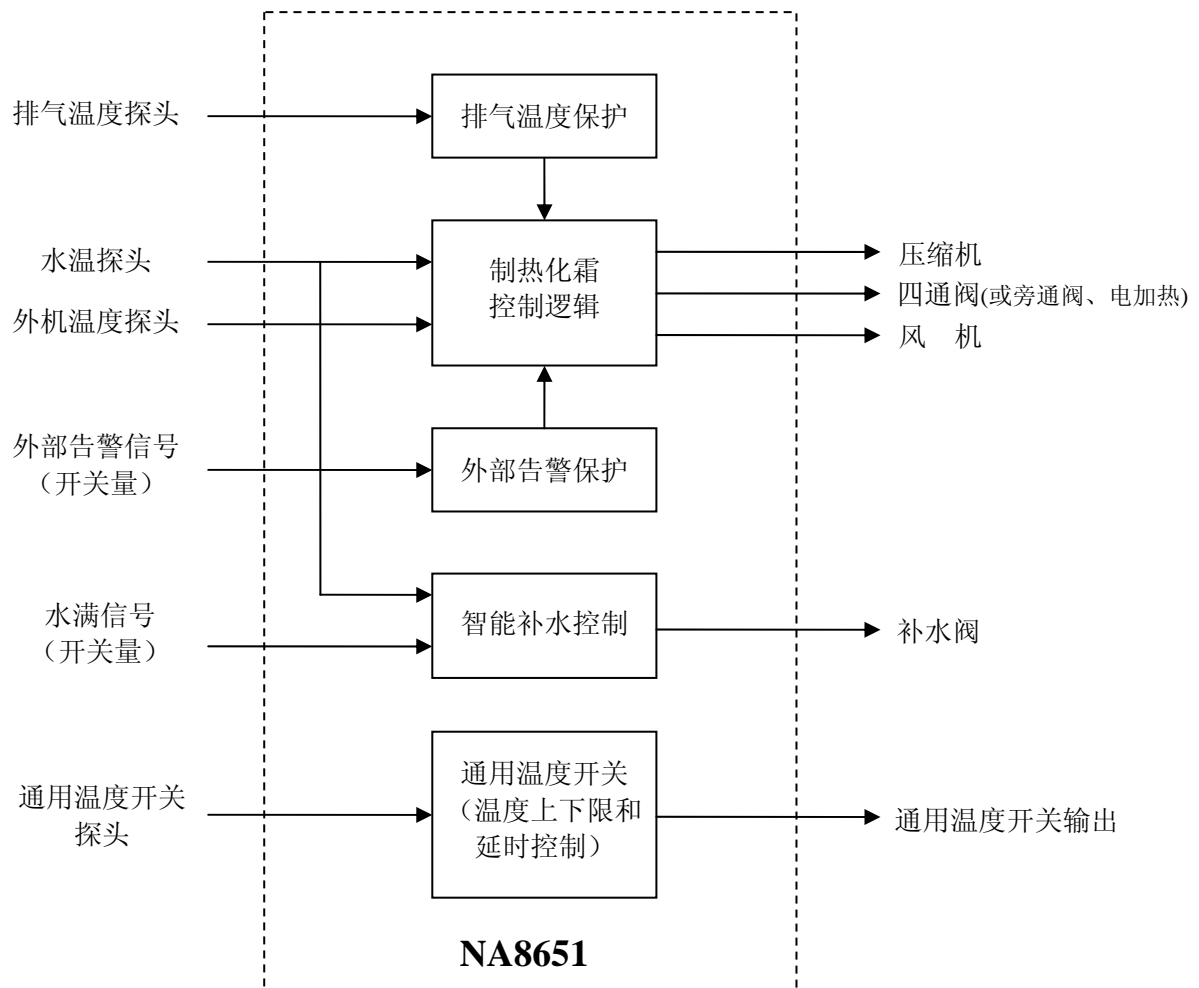 排气温度探头
排气温度保护
水温探头
外机温度探头
制热化霜
控制逻辑
压缩机
四通阀(或旁通阀、电加热)
风 机
外部告警信号
（开关量）
外部告警保护
水满信号
（开关量）
智能补水控制
补水阀
通用温度开关
探头
通用温度开关
（温度上下限和
延时控制）
通用温度开关输出
NA8651